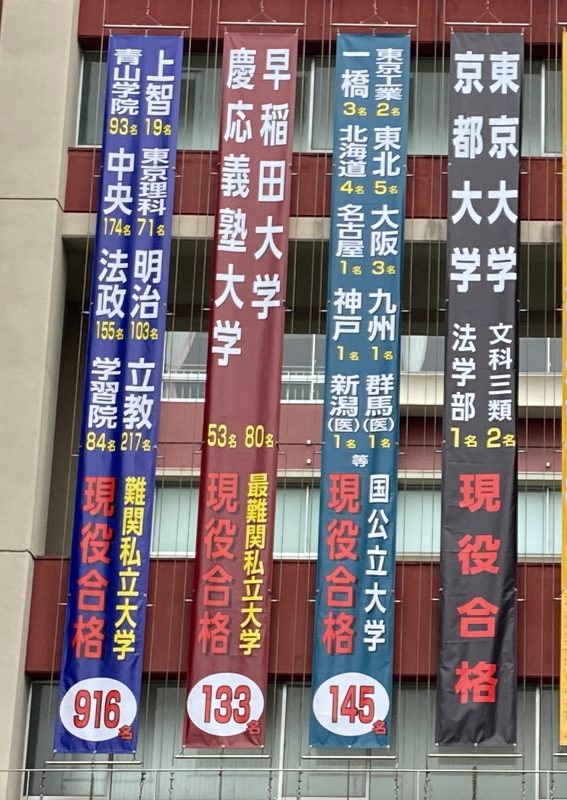 東京大学 文科三類 2名
京都大学 法学部 1名
現役合格
東京工業 2名
一橋 3名
東北 5名
北海道 4名
大阪 3名
名古屋 1名
九州 1名
神戸 1名
群馬(医) 1名
新潟(医) 1名
等
国公立大学
現役合格
145名
早稲田大学 80名
慶応義塾大学 53名
最難関私立大学
現役合格
133名
上智 19名
青山学院 93名
東京理科 71名
中央 174名
明治 103名
法政 155名
立教 217名
学習院 84名
難関私立大学
現役合格
916名